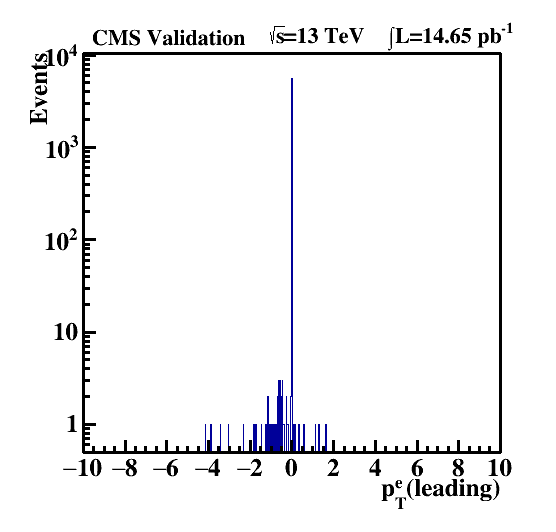 CMS Validation √s=13 TeV ∫L=14.65 pb⁻¹
Events
10⁴
10³
10²
10
1
−10 −8 −6 −4 −2 0 2 4 6 8 10
pᵉ_T(leading)